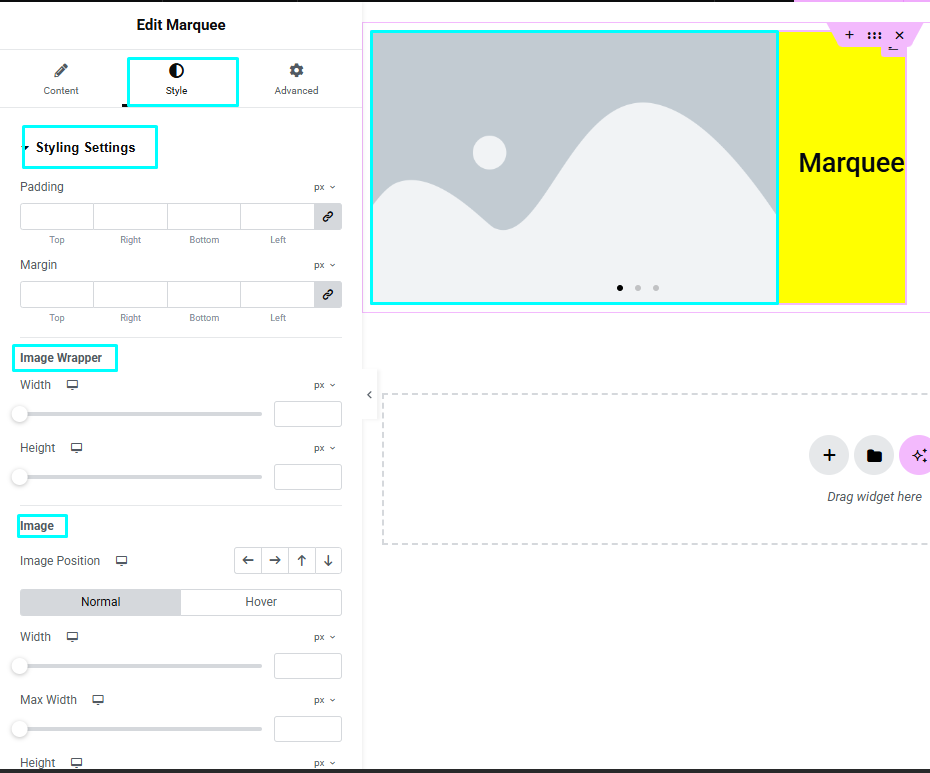 Edit Marquee
Content
Style
Advanced
Styling Settings
Padding
px
Top
Right
Bottom
Left
Margin
px
Top
Right
Bottom
Left
Image Wrapper
Width
px
Height
px
Image
Image Position
Normal
Hover
Width
px
Max Width
px
Height
px
Marquee
Drag widget here